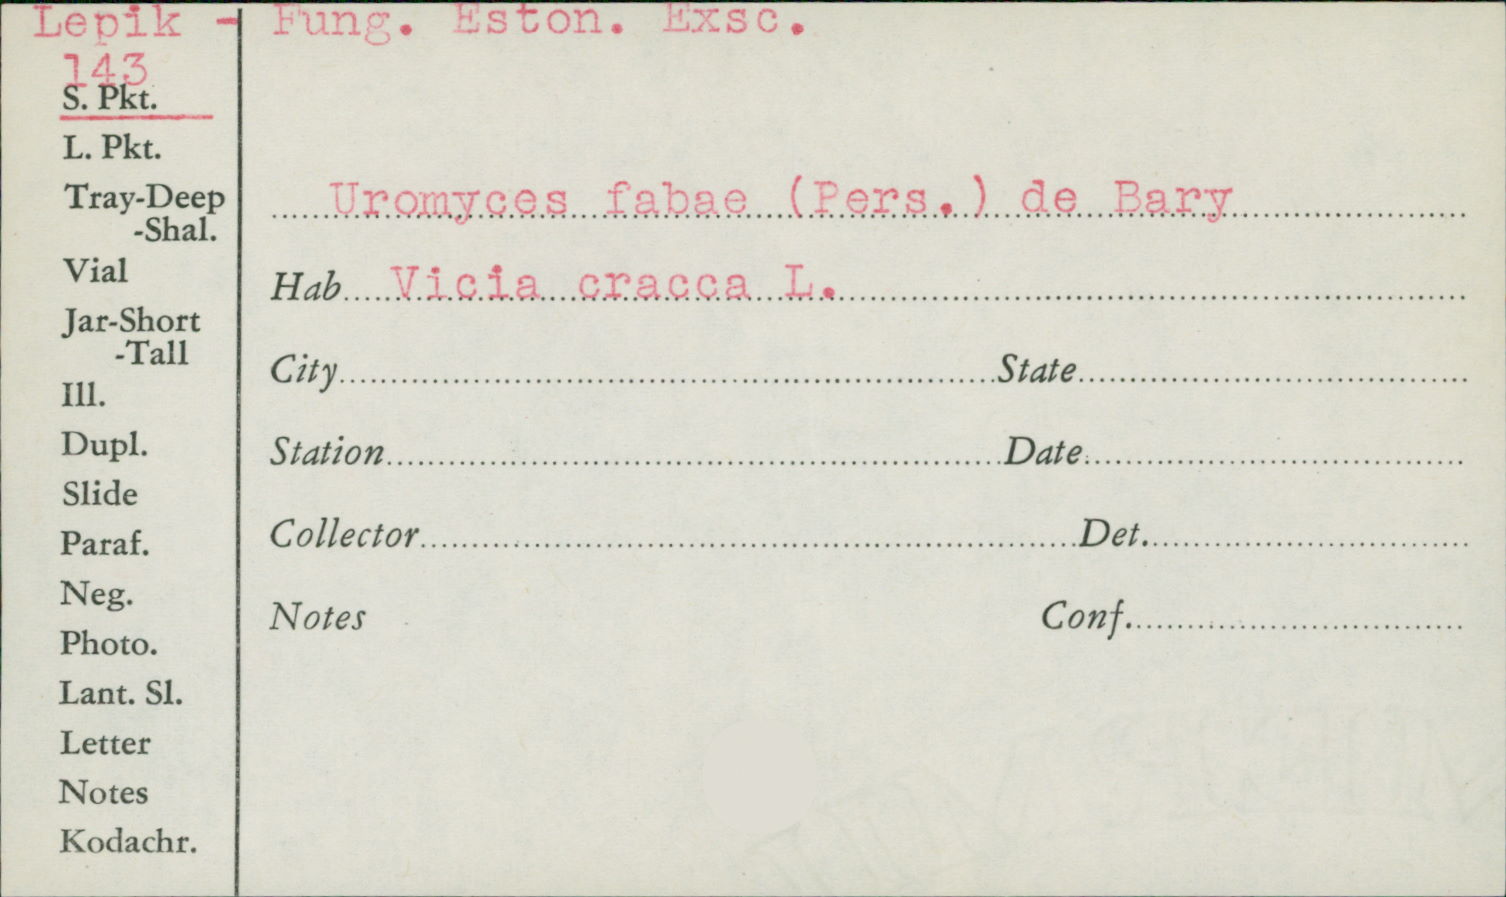 Lepik - Fung. Eston. Exsc.
143
S. Pkt.
L. Pkt.
Tray-Deep
-Shal.
Vial
Jar-Short
-Tall
Ill.
Dupl.
Slide
Paraf.
Neg.
Photo.
Lant. Sl.
Letter
Notes
Kodachr.
Uromyces fabae (Pers.) de Bary
Hab Vicia cracca L.
City State
Station Date
Collector Det.
Notes Conf.